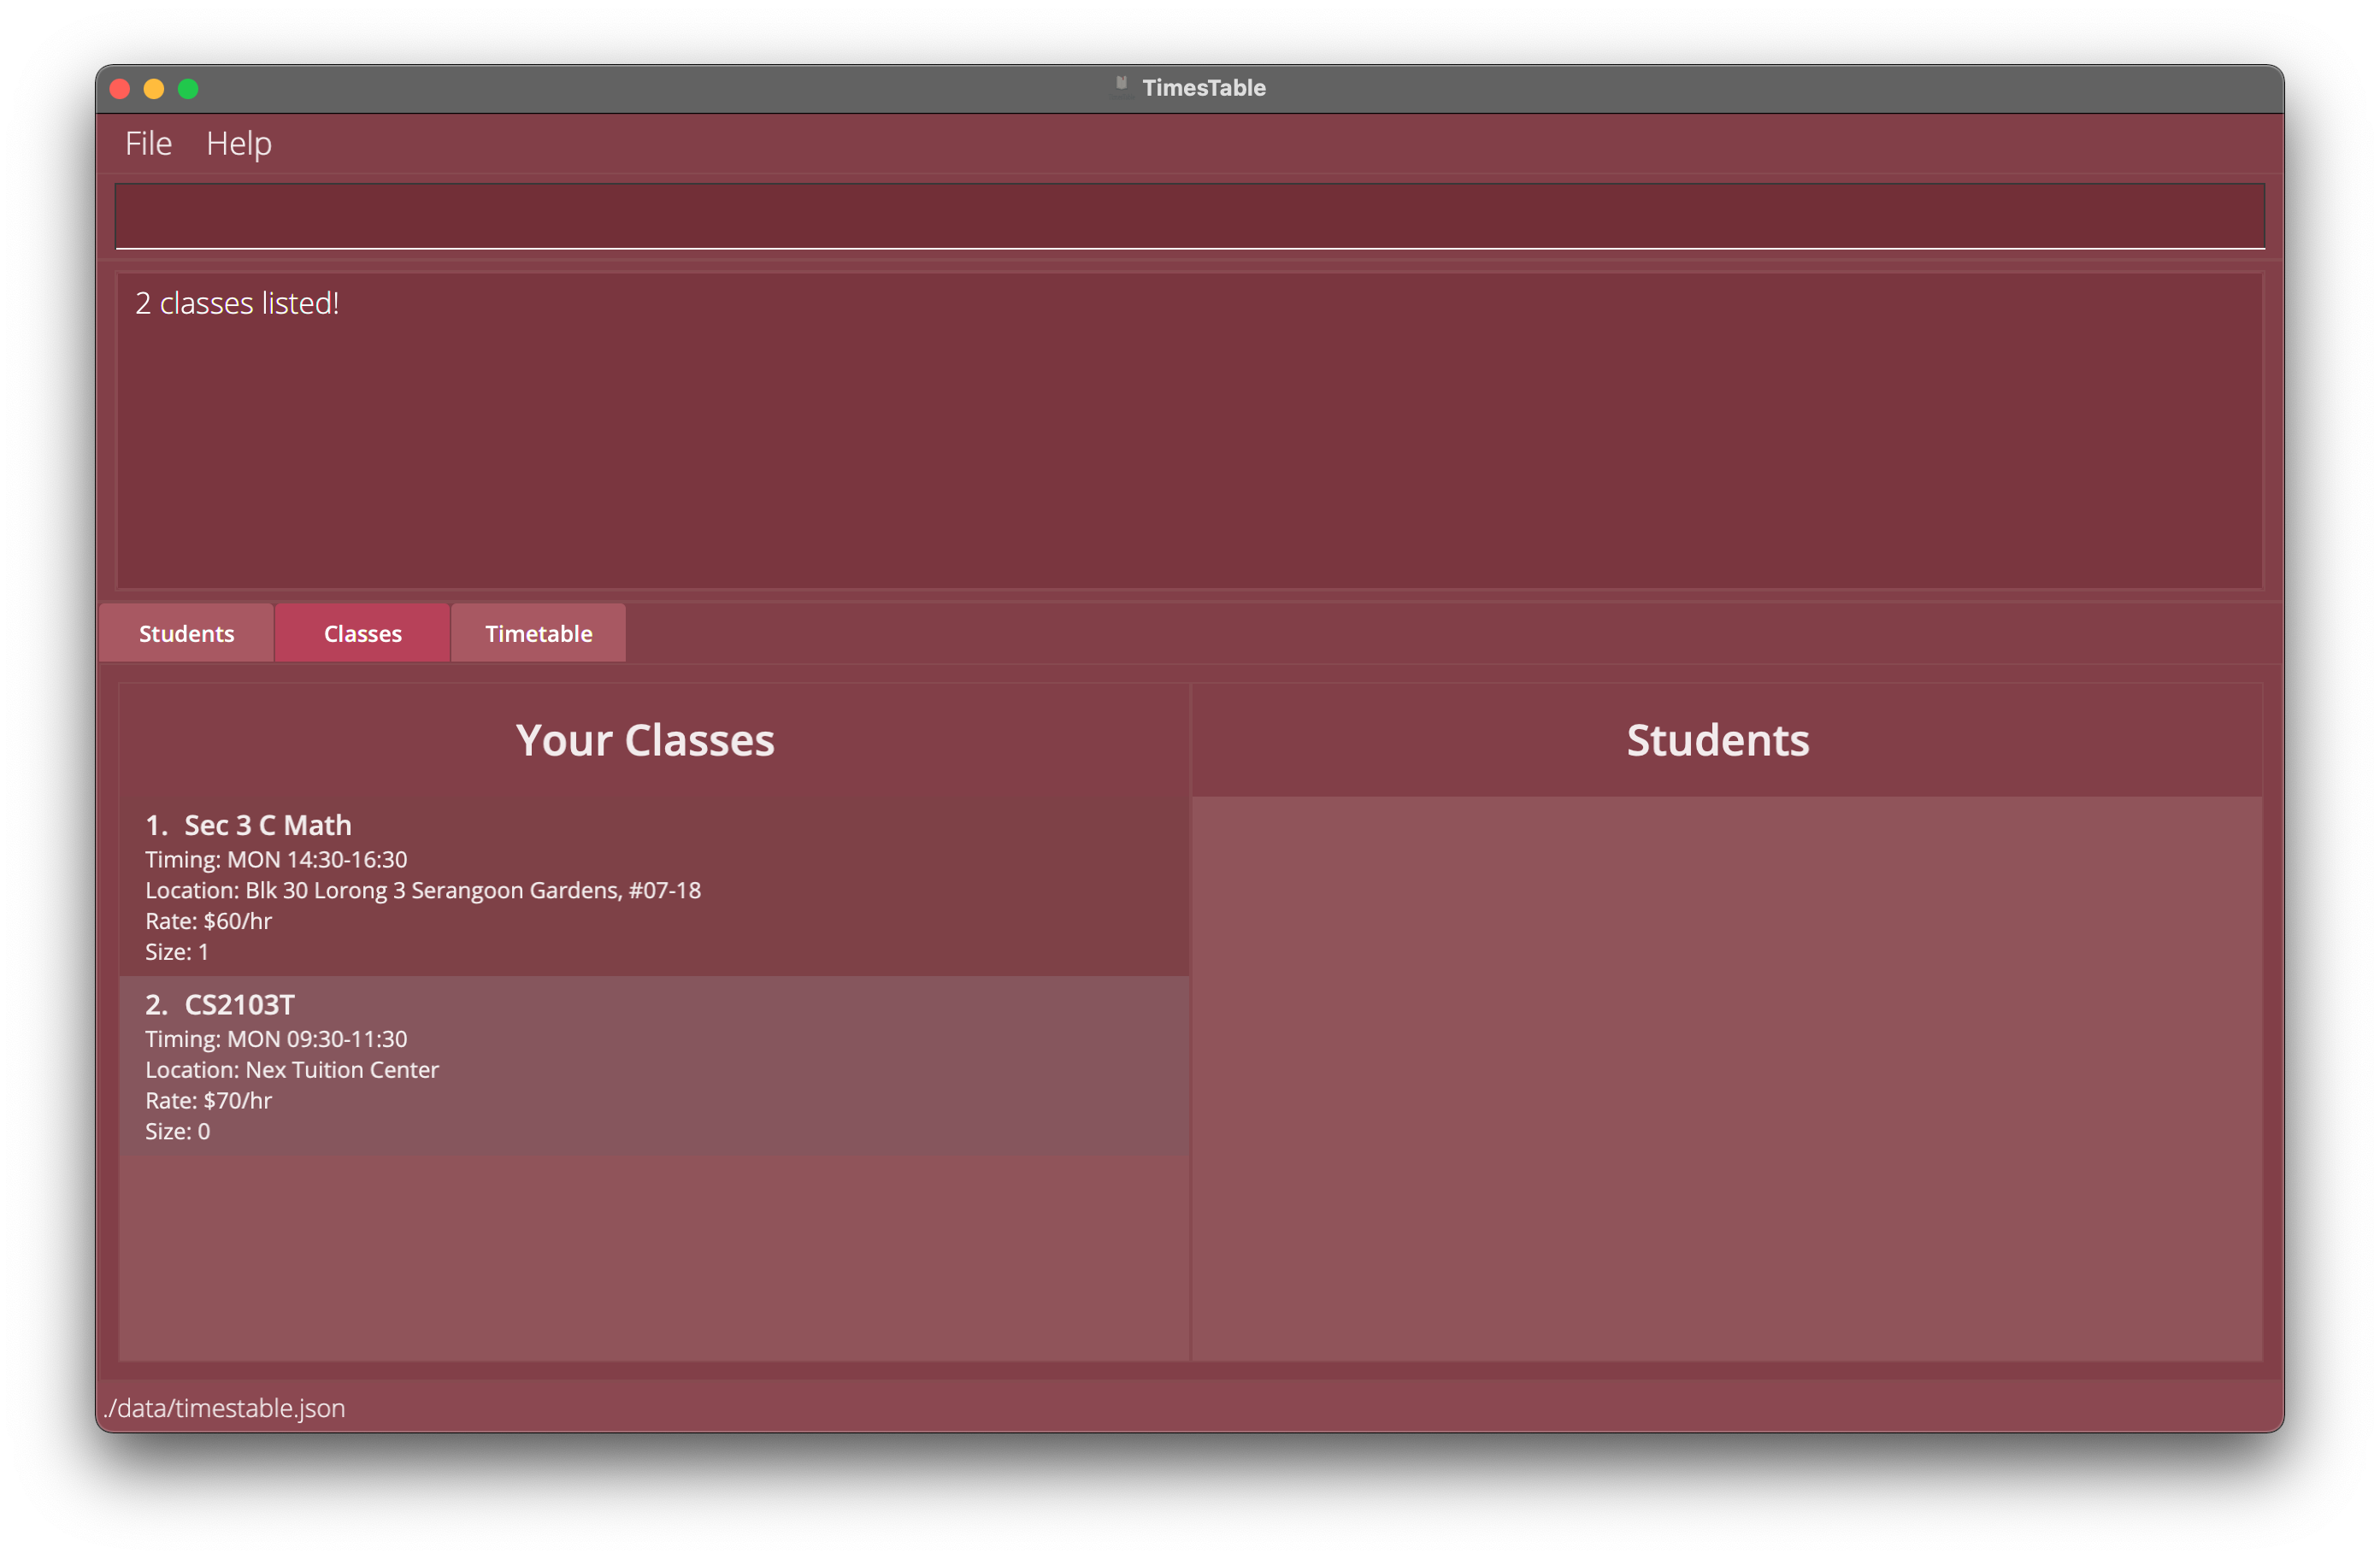 TimesTable
File Help
2 classes listed!
Students Classes Timetable
Your Classes
1. Sec 3 C Math
Timing: MON 14:30-16:30
Location: Blk 30 Lorong 3 Serangoon Gardens, #07-18
Rate: $60/hr
Size: 1
2. CS2103T
Timing: MON 09:30-11:30
Location: Nex Tuition Center
Rate: $70/hr
Size: 0
Students
./data/timestable.json